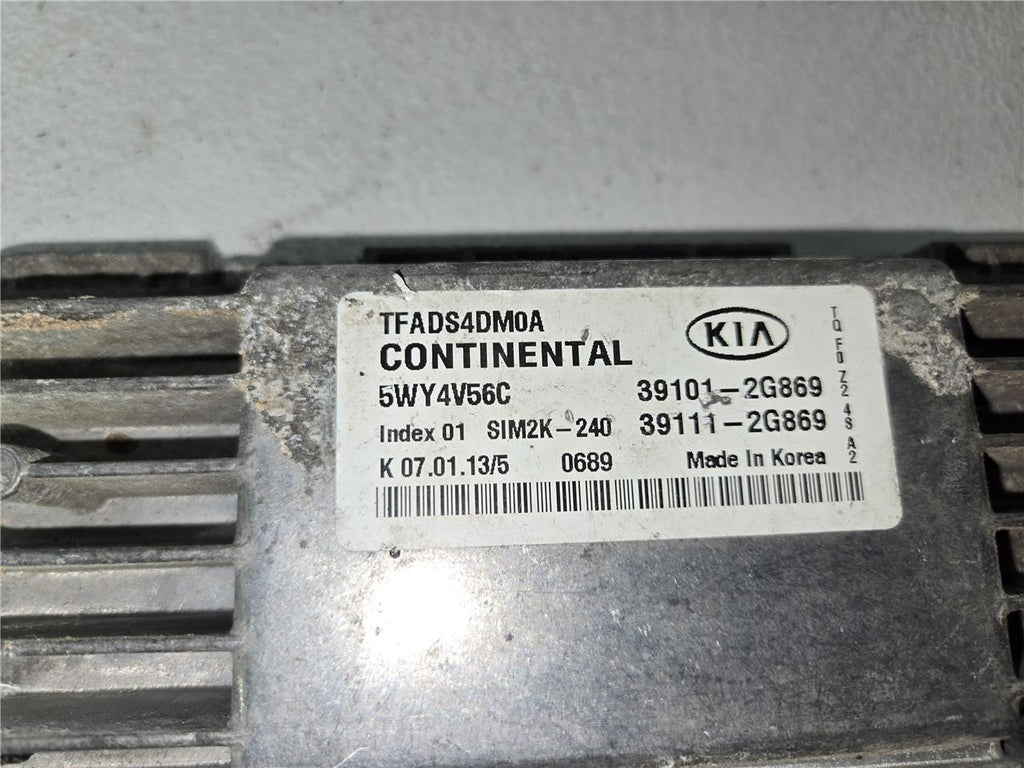 TFADS4DM0A
KIA
CONTINENTAL
5WY4V56C 39101-2G869
Index 01 SIM2K-240 39111-2G869
K 07.01.13/5 0689 Made In Korea
TQ F0 Z2 4S A2